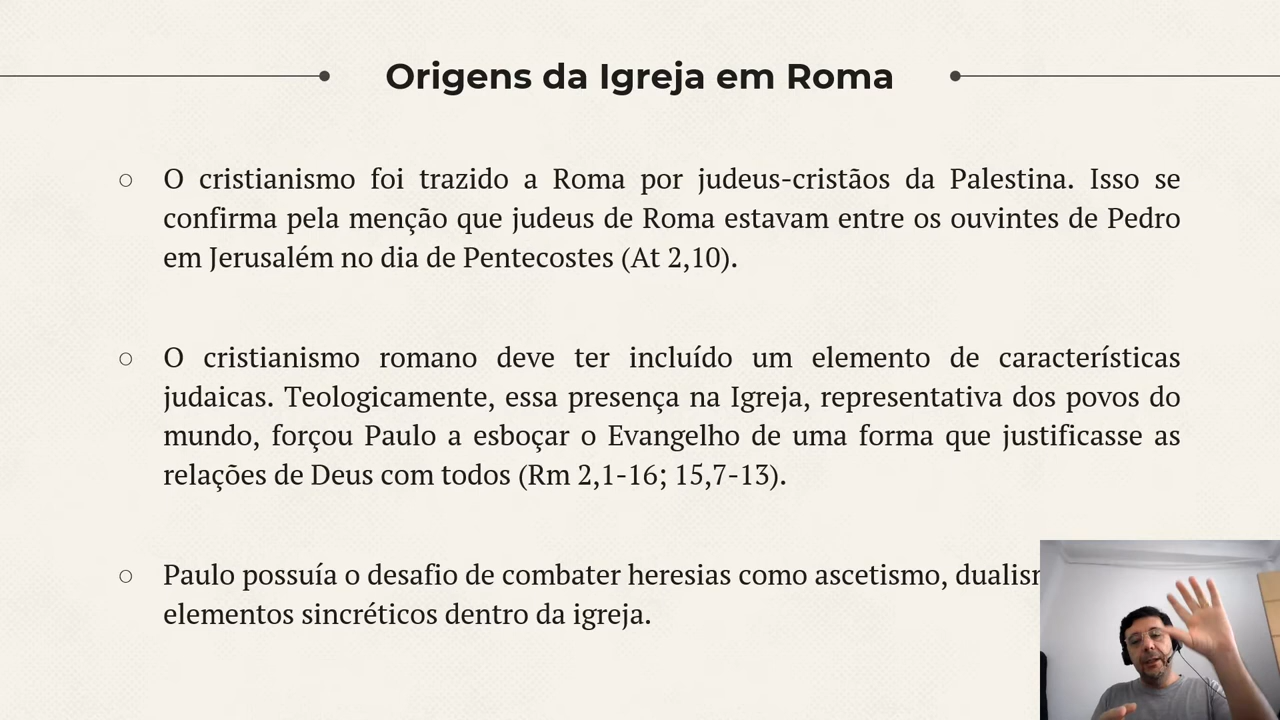 Origens da Igreja em Roma
O cristianismo foi trazido a Roma por judeus-cristãos da Palestina. Isso se
confirma pela menção que judeus de Roma estavam entre os ouvintes de Pedro
em Jerusalém no dia de Pentecostes (At 2,10).
O cristianismo romano deve ter incluído um elemento de características
judaicas. Teologicamente, essa presença na Igreja, representativa dos povos do
mundo, forçou Paulo a esboçar o Evangelho de uma forma que justificasse as
relações de Deus com todos (Rm 2,1-16; 15,7-13).
Paulo possuía o desafio de combater heresias como ascetismo,
elementos sincréticos dentro da igreja.